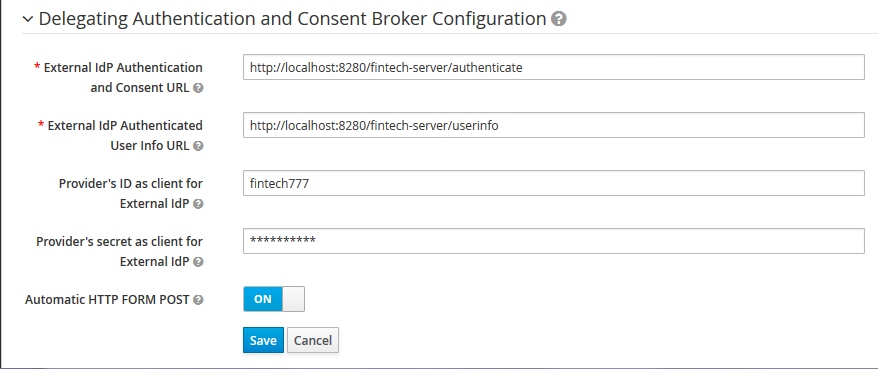 Delegating Authentication and Consent Broker Configuration ?
* External IdP Authentication
and Consent URL ?
http://localhost:8280/fintech-server/authenticate
* External IdP Authenticated
User Info URL ?
http://localhost:8280/fintech-server/userinfo
Provider's ID as client for
External IdP ?
fintech777
Provider's secret as client for
External IdP ?
**********
Automatic HTTP FORM POST ?
ON
Save Cancel